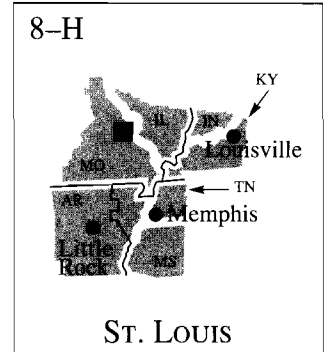 8–H
KY
IL
IN
Louisville
MO
TN
AR
Memphis
Little
Rock
MS
ST. LOUIS